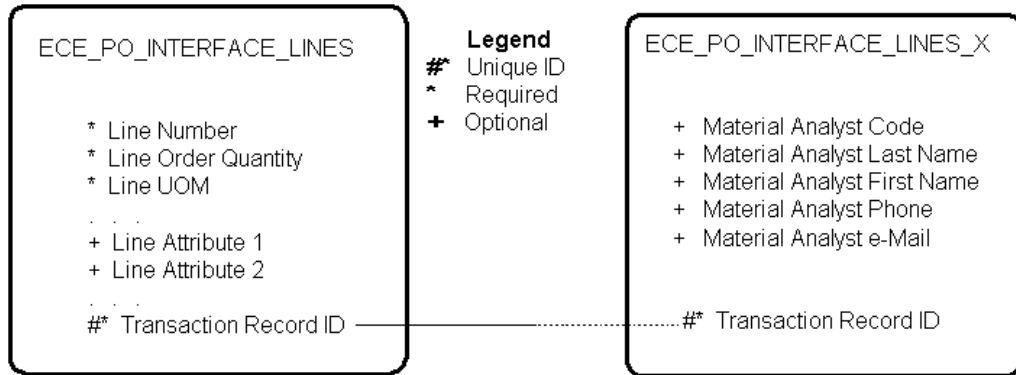 ECE_PO_INTERFACE_LINES
* Line Number
* Line Order Quantity
* Line UOM
. . .
+ Line Attribute 1
+ Line Attribute 2
. . .
#* Transaction Record ID
Legend
#* Unique ID
* Required
+ Optional
ECE_PO_INTERFACE_LINES_X
+ Material Analyst Code
+ Material Analyst Last Name
+ Material Analyst First Name
+ Material Analyst Phone
+ Material Analyst e-Mail
#* Transaction Record ID